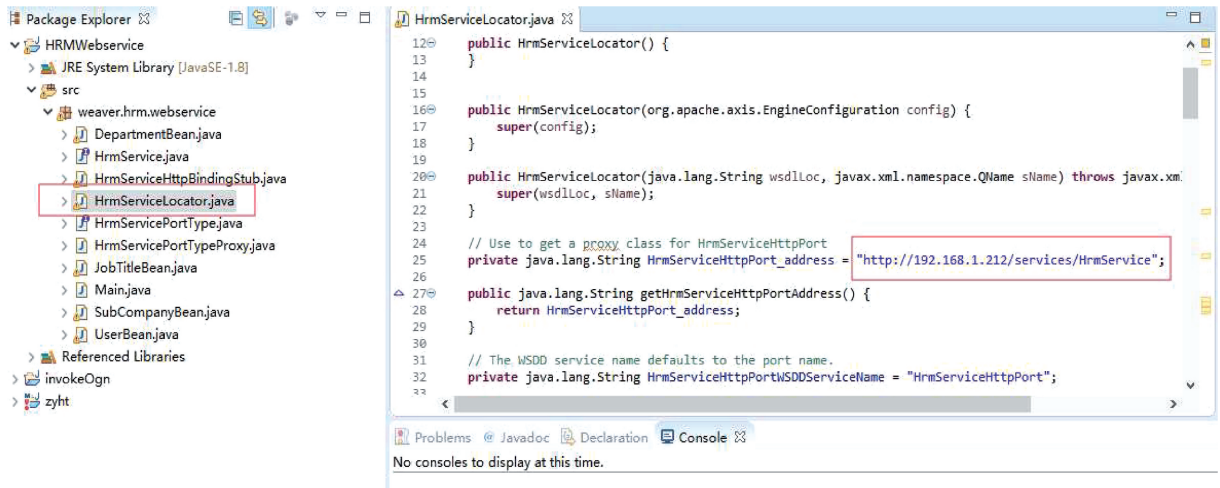 Package Explorer
HRMWebservice
JRE System Library [JavaSE-1.8]
src
weaver.hrm.webservice
DepartmentBean.java
HrmService.java
HrmServiceHttpBindingStub.java
HrmServiceLocator.java
HrmServicePortType.java
HrmServicePortTypeProxy.java
JobTitleBean.java
Main.java
SubCompanyBean.java
UserBean.java
Referenced Libraries
invokeOgn
zyht
HrmServiceLocator.java
12 public HrmServiceLocator() {
13 }
14
15
16 public HrmServiceLocator(org.apache.axis.EngineConfiguration config) {
17 super(config);
18 }
19
20 public HrmServiceLocator(java.lang.String wsdlLoc, javax.xml.namespace.QName sName) throws javax.xm
21 super(wsdlLoc, sName);
22 }
23
24 // Use to get a proxy class for HrmServiceHttpPort
25 private java.lang.String HrmServiceHttpPort_address = "http://192.168.1.212/services/HrmService";
26
27 public java.lang.String getHrmServiceHttpPortAddress() {
28 return HrmServiceHttpPort_address;
29 }
30
31 // The WSDD service name defaults to the port name.
32 private java.lang.String HrmServiceHttpPortWSDDServiceName = "HrmServiceHttpPort";
33
Problems @ Javadoc Declaration Console
No consoles to display at this time.